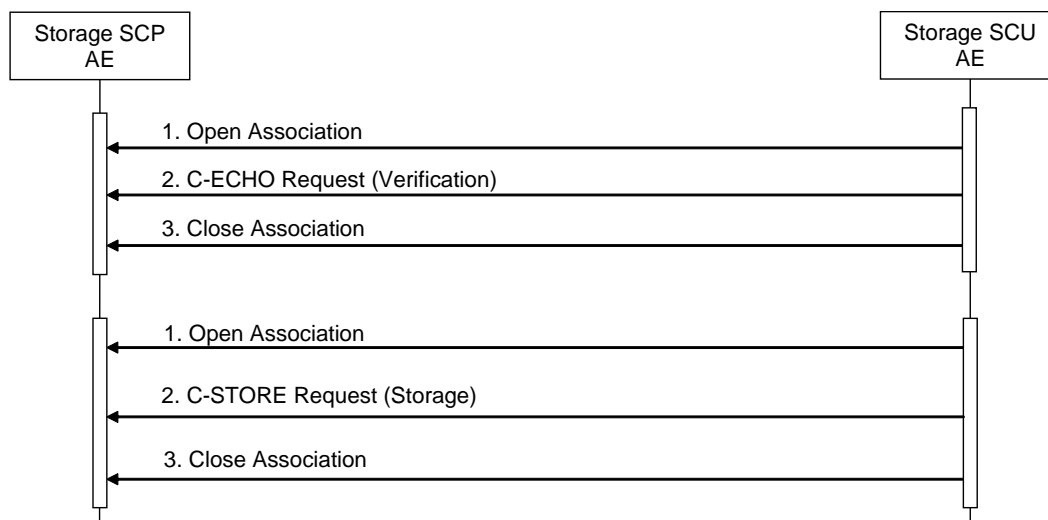 Storage SCP
AE
Storage SCU
AE
1. Open Association
2. C-ECHO Request (Verification)
3. Close Association
1. Open Association
2. C-STORE Request (Storage)
3. Close Association